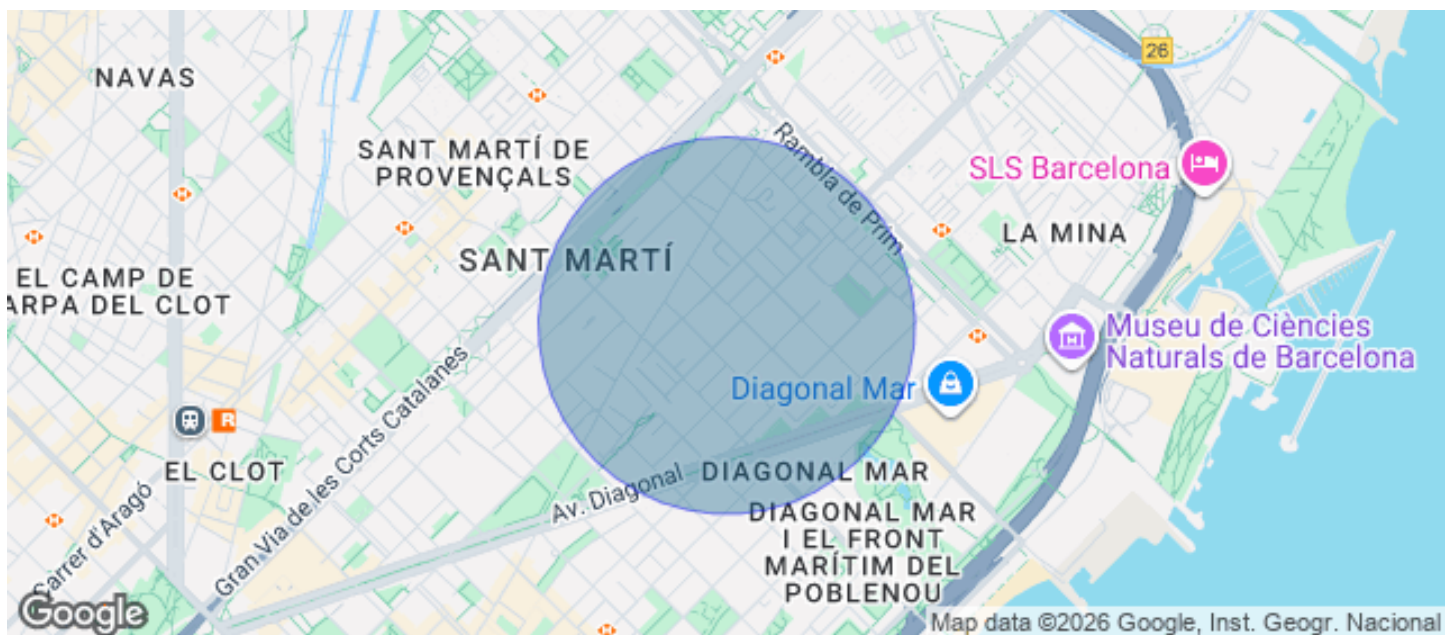 NAVAS
26
SANT MARTÍ DE
PROVENÇALS
Rambla de Prim
SLS Barcelona
LA MINA
SANT MARTÍ
EL CAMP DE
ARPA DEL CLOT
Museu de Ciències
Naturals de Barcelona
Diagonal Mar
Gran Via de les Corts Catalanes
R
EL CLOT
DIAGONAL MAR
Av. Diagonal
Carrer d'Aragó
DIAGONAL MAR
I EL FRONT
MARÍTIM DEL
POBLENOU
Google
Map data ©2026 Google, Inst. Geogr. Nacional